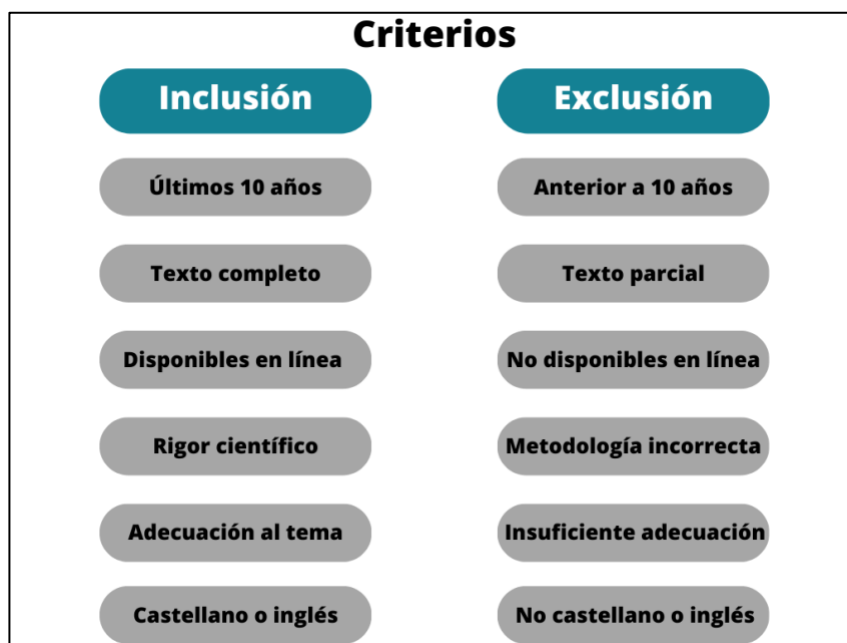 Criterios
Inclusión
Exclusión
Últimos 10 años
Anterior a 10 años
Texto completo
Texto parcial
Disponibles en línea
No disponibles en línea
Rigor científico
Metodología incorrecta
Adecuación al tema
Insuficiente adecuación
Castellano o inglés
No castellano o inglés